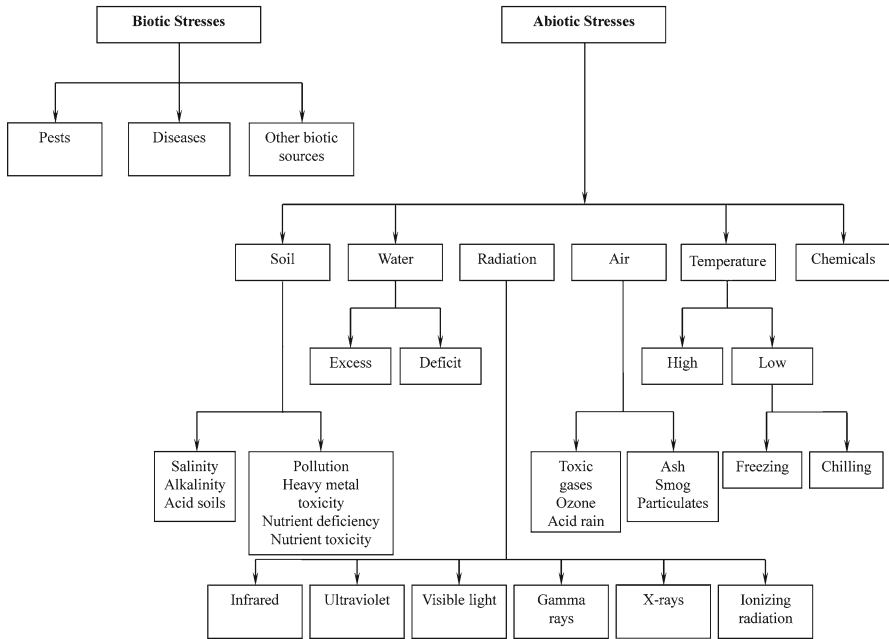 Biotic Stresses
Abiotic Stresses
Pests
Diseases
Other biotic
sources
Soil
Water
Radiation
Air
Temperature
Chemicals
Excess
Deficit
High
Low
Salinity
Alkalinity
Acid soils
Pollution
Heavy metal
toxicity
Nutrient deficiency
Nutrient toxicity
Toxic
gases
Ozone
Acid rain
Ash
Smog
Particulates
Freezing
Chilling
Infrared
Ultraviolet
Visible light
Gamma
rays
X-rays
Ionizing
radiation